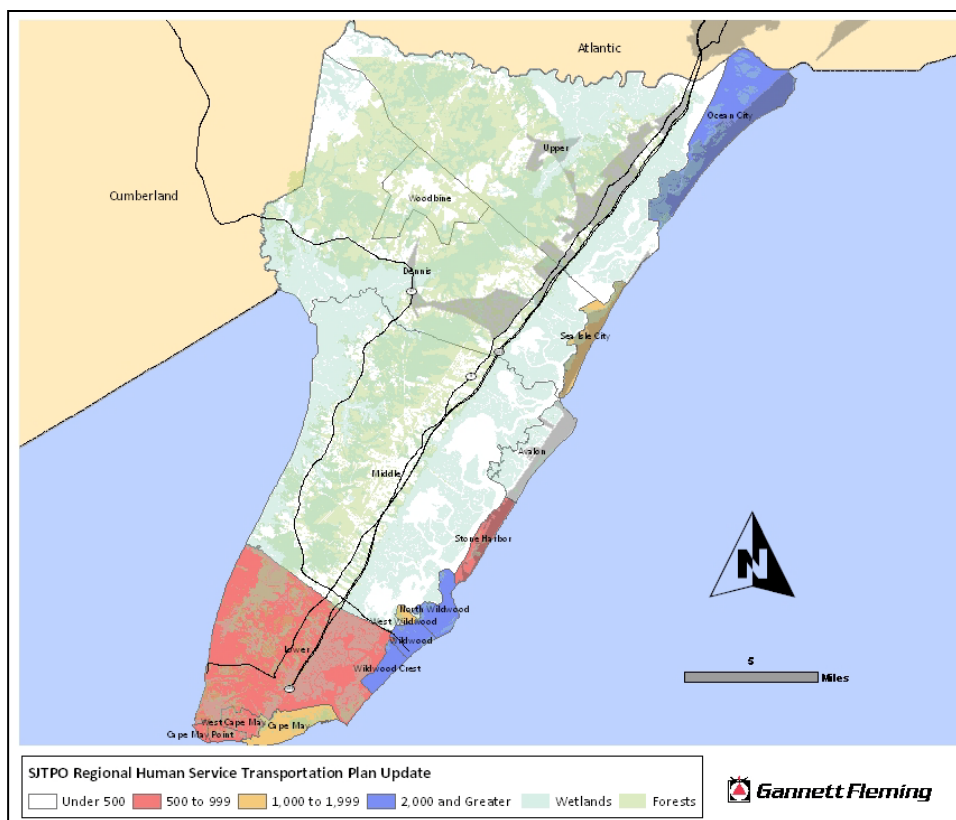 Atlantic
Ocean City
Upper
Cumberland
Woodbine
Dennis
Sea Isle City
Avalon
Middle
Stone Harbor
N
North Wildwood
West Wildwood
Wildwood
5
Lower
Wildwood Crest
Miles
West Cape May
Cape May
Cape May Point
SJTPO Regional Human Service Transportation Plan Update
Under 500 500 to 999 1,000 to 1,999 2,000 and Greater Wetlands Forests
Gannett Fleming